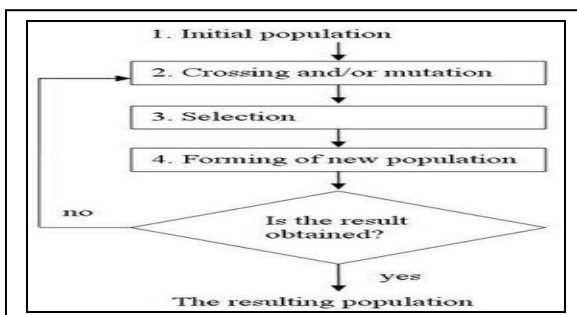 1. Initial population
2. Crossing and/or mutation
3. Selection
4. Forming of new population
Is the result
obtained?
no
yes
The resulting population